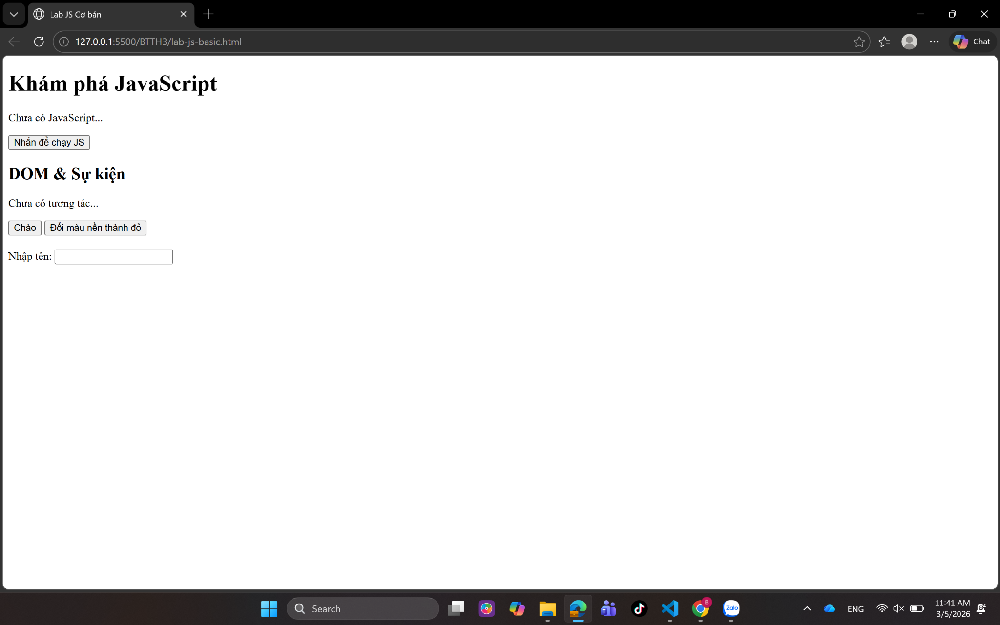 Lab JS Cơ bản
127.0.0.1:5500/BTTH3/lab-js-basic.html
Chat
Khám phá JavaScript
Chưa có JavaScript...
Nhấn để chạy JS
DOM & Sự kiện
Chưa có tương tác...
Chào Đổi màu nền thành đỏ
Nhập tên:
Search
T
B
Zalo
ENG
11:41 AM
3/5/2026